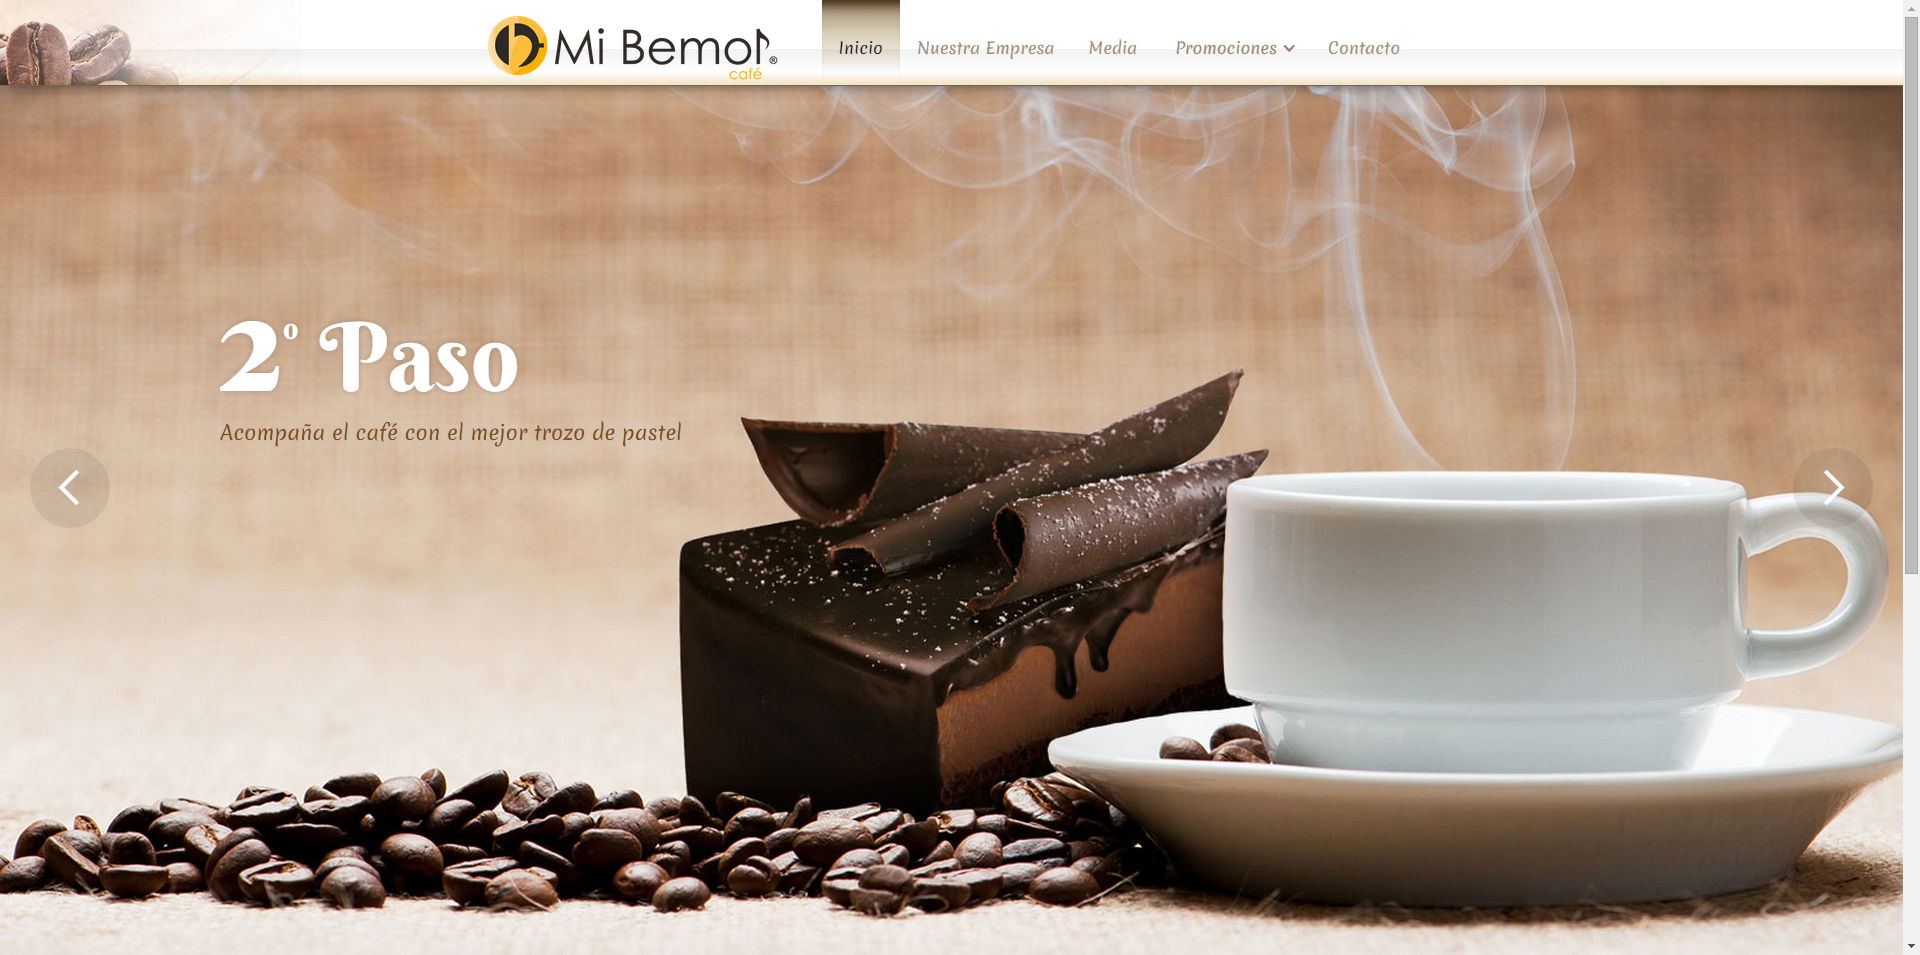 Mi Bemol®
café
Inicio
Nuestra Empresa
Media
Promociones
Contacto
2º Paso
Acompaña el café con el mejor trozo de pastel